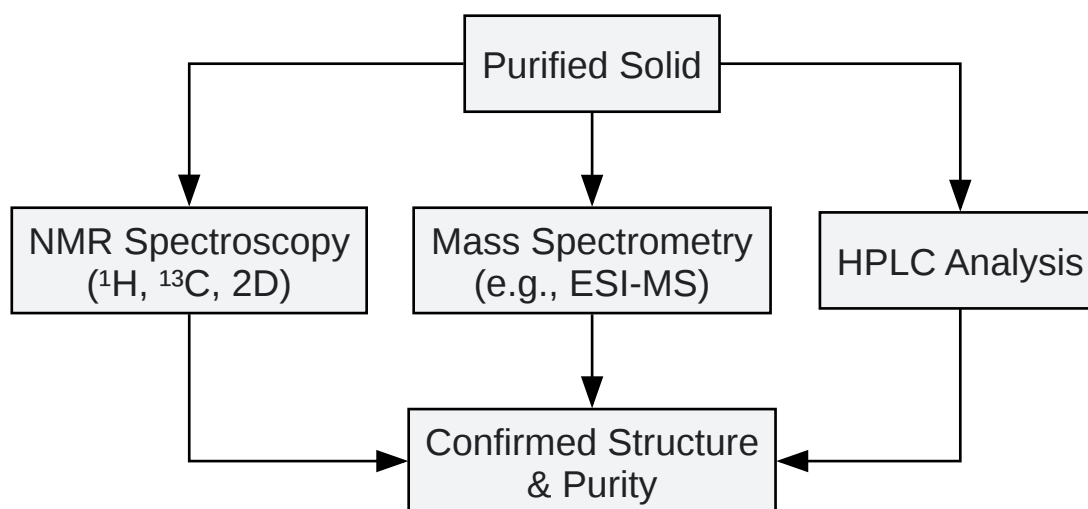 Purified Solid
NMR Spectroscopy
(¹H, ¹³C, 2D)
Mass Spectrometry
(e.g., ESI-MS)
HPLC Analysis
Confirmed Structure
& Purity